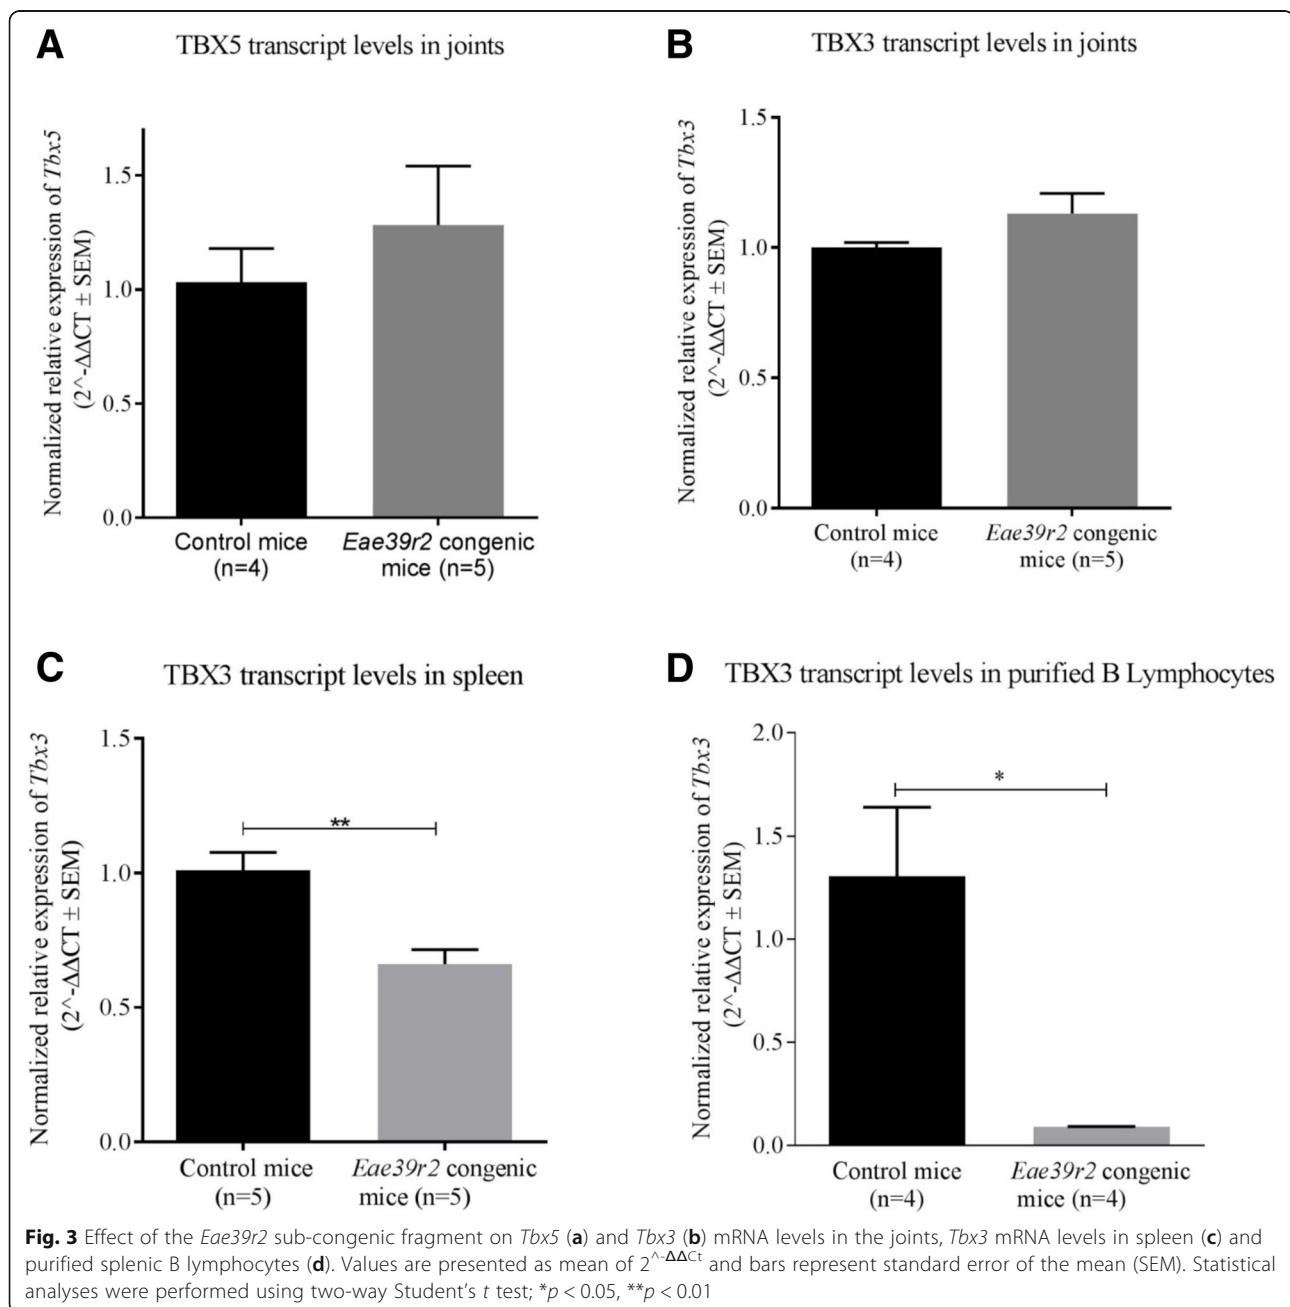 A
TBX5 transcript levels in joints
Normalized relative expression of Tbx5
(2^-ΔΔCT ± SEM)
1.5
1.0
0.5
0.0
Control mice
(n=4)
Eae39r2 congenic
mice (n=5)
B
TBX3 transcript levels in joints
Normalized relative expression of Tbx3
(2^-ΔΔCT ± SEM)
1.5
1.0
0.5
0.0
Control mice
(n=4)
Eae39r2 congenic
mice (n=5)
C
TBX3 transcript levels in spleen
Normalized relative expression of Tbx3
(2^-ΔΔCT ± SEM)
1.5
1.0
0.5
0.0
**
Control mice
(n=5)
Eae39r2 congenic
mice (n=5)
D
TBX3 transcript levels in purified B Lymphocytes
Normalized relative expression of Tbx3
(2^-ΔΔCT ± SEM)
2.0
1.5
1.0
0.5
0.0
*
Control mice
(n=4)
Eae39r2 congenic
mice (n=4)
Fig. 3 Effect of the Eae39r2 sub-congenic fragment on Tbx5 (a) and Tbx3 (b) mRNA levels in the joints, Tbx3 mRNA levels in spleen (c) and
purified splenic B lymphocytes (d). Values are presented as mean of 2^-ΔΔCt and bars represent standard error of the mean (SEM). Statistical
analyses were performed using two-way Student's t test; *p < 0.05, **p < 0.01